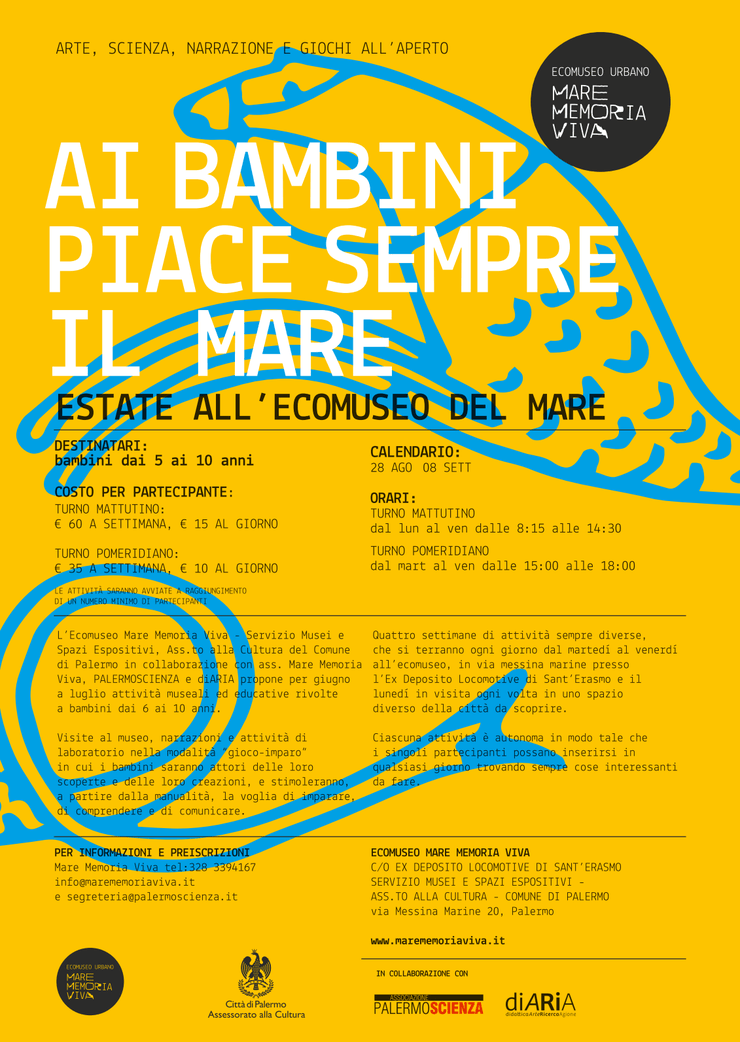 ARTE, SCIENZA, NARRAZIONE E GIOCHI ALL'APERTO
ECOMUSEO URBANO
MARE
MEMORIA
VIVA
AI BAMBINI
PIACE SEMPRE
IL MARE
ESTATE ALL'ECOMUSEO DEL MARE
DESTINATARI:
bambini dai 5 ai 10 anni
COSTO PER PARTECIPANTE:
TURNO MATTUTINO:
€ 60 A SETTIMANA, € 15 AL GIORNO
TURNO POMERIDIANO:
€ 35 A SETTIMANA, € 10 AL GIORNO
LE ATTIVITÀ SARANNO AVVIATE A RAGGIUNGIMENTO
DI UN NUMERO MINIMO DI PARTECIPANTI
CALENDARIO:
28 AGO 08 SETT
ORARI:
TURNO MATTUTINO
dal lun al ven dalle 8:15 alle 14:30
TURNO POMERIDIANO
dal mart al ven dalle 15:00 alle 18:00
L'Ecomuseo Mare Memoria Viva - Servizio Musei e
Spazi Espositivi, Ass.to alla Cultura del Comune
di Palermo in collaborazione con ass. Mare Memoria
Viva, PALERMOSCIENZA e diARIA propone per giugno
a luglio attività museali ed educative rivolte
a bambini dai 6 ai 10 anni.
Visite al museo, narrazioni e attività di
laboratorio nella modalità "gioco-imparo"
in cui i bambini saranno attori delle loro
scoperte e delle loro creazioni, e stimoleranno,
a partire dalla manualità, la voglia di imparare,
di comprendere e di comunicare.
Quattro settimane di attività sempre diverse,
che si terranno ogni giorno dal martedí al venerdí
all'ecomuseo, in via messina marine presso
l'Ex Deposito Locomotive di Sant'Erasmo e il
lunedí in visita ogni volta in uno spazio
diverso della città da scoprire.
Ciascuna attività è autonoma in modo tale che
i singoli partecipanti possano inserirsi in
qualsiasi giorno trovando sempre cose interessanti
da fare.
PER INFORMAZIONI E PREISCRIZIONI
Mare Memoria Viva tel:328 3394167
info@marememoriaviva.it
e segreteria@palermoscienza.it
ECOMUSEO MARE MEMORIA VIVA
C/O EX DEPOSITO LOCOMOTIVE DI SANT'ERASMO
SERVIZIO MUSEI E SPAZI ESPOSITIVI -
ASS.TO ALLA CULTURA - COMUNE DI PALERMO
via Messina Marine 20, Palermo
www.marememoriaviva.it
ECOMUSEO URBANO
MARE
MEMORIA
VIVA
Città di Palermo
Assessorato alla Cultura
IN COLLABORAZIONE CON
ASSOCIAZIONE
PALERMOSCIENZA
diARiA
didatticaArteRicercaAzione